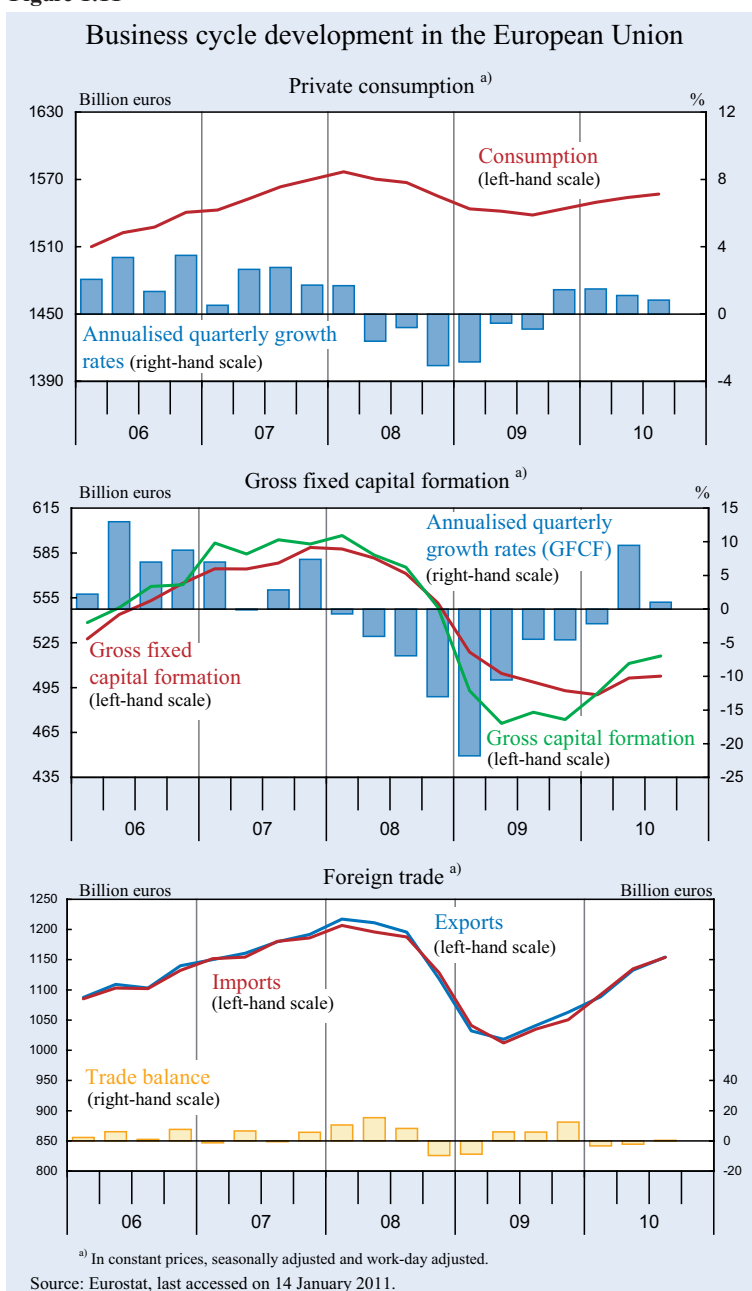 Business cycle development in the European Union
Private consumption a)
Billion euros
%
1630
1570
1510
1450
1390
12
8
4
0
-4
Consumption
(left-hand scale)
Annualised quarterly growth
rates (right-hand scale)
06 07 08 09 10
Gross fixed capital formation a)
Billion euros
%
615
585
555
525
495
465
435
15
10
5
0
-5
-10
-15
-20
-25
Annualised quarterly
growth rates (GFCF)
(right-hand scale)
Gross fixed
capital formation
(left-hand scale)
Gross capital formation
(left-hand scale)
06 07 08 09 10
Foreign trade a)
Billion euros
Billion euros
1250
1200
1150
1100
1050
1000
950
900
850
800
40
20
0
-20
Exports
(left-hand scale)
Imports
(left-hand scale)
Trade balance
(right-hand scale)
06 07 08 09 10
a) In constant prices, seasonally adjusted and work-day adjusted.
Source: Eurostat, last accessed on 14 January 2011.